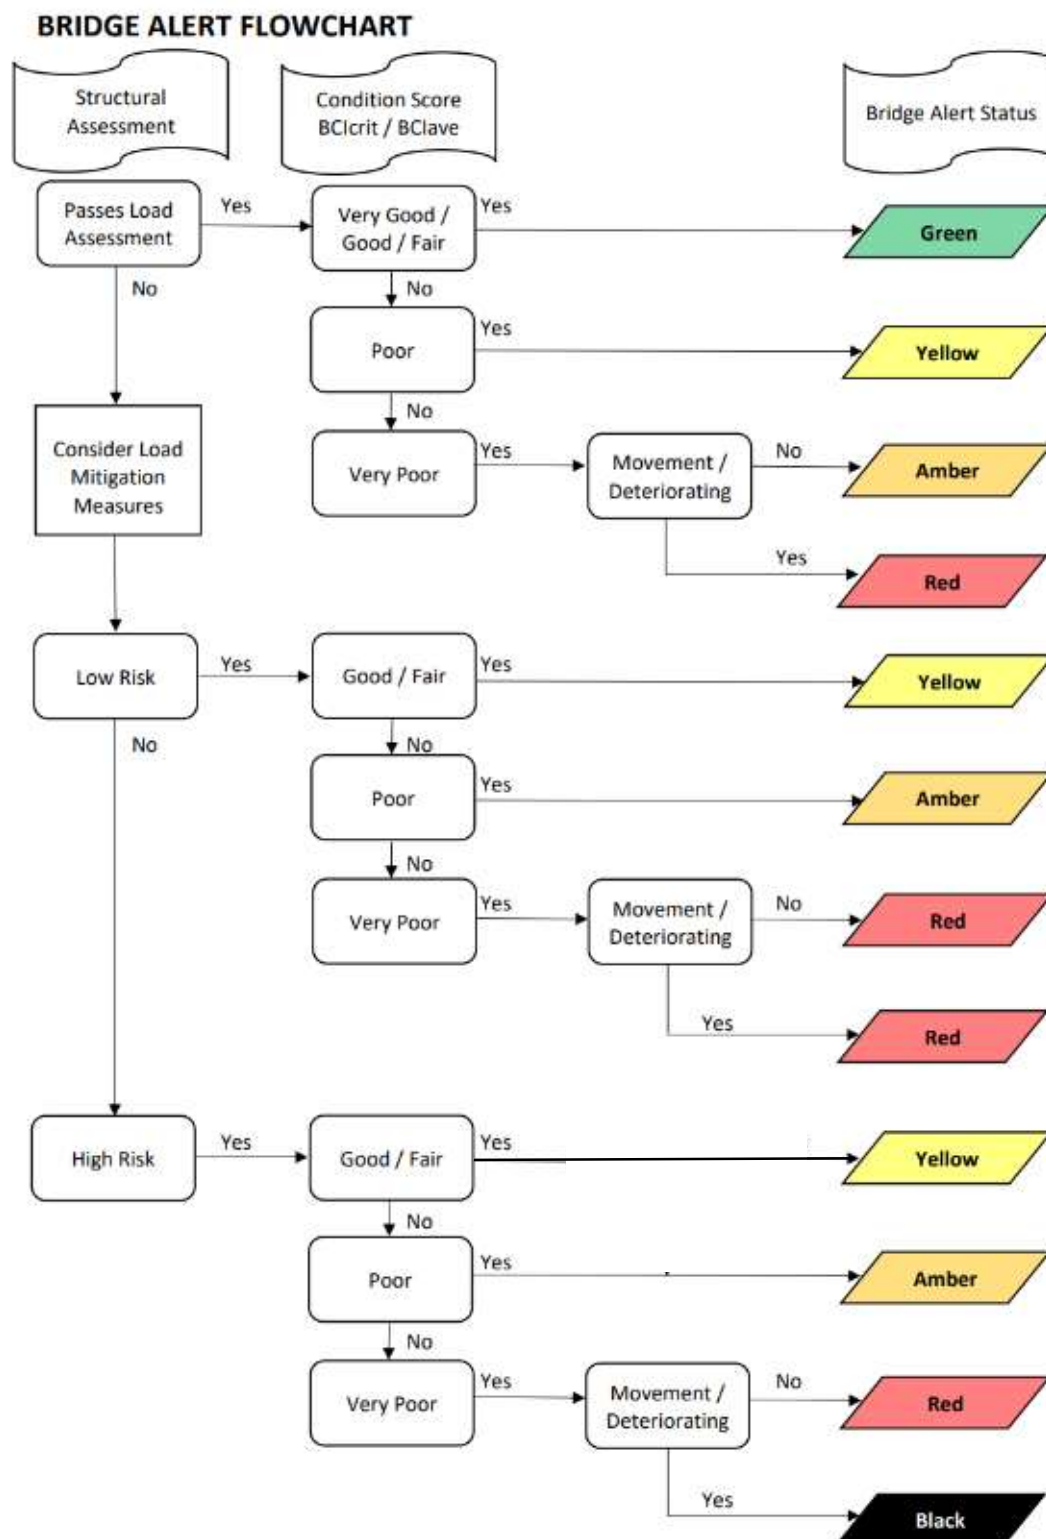 BRIDGE ALERT FLOWCHART
Structural
Assessment
Condition Score
BCIcrit / BCIave
Bridge Alert Status
Passes Load
Assessment
Yes
Very Good /
Good / Fair
Yes
Green
No
No
Poor
Yes
Yellow
No
Consider Load
Mitigation
Measures
Very Poor
Yes
Movement /
Deteriorating
No
Amber
Yes
Red
Low Risk
Yes
Good / Fair
Yes
Yellow
No
No
Poor
Yes
Amber
No
Very Poor
Yes
Movement /
Deteriorating
No
Red
Yes
Red
High Risk
Yes
Good / Fair
Yes
Yellow
No
Poor
Yes
Amber
No
Very Poor
Yes
Movement /
Deteriorating
No
Red
Yes
Black